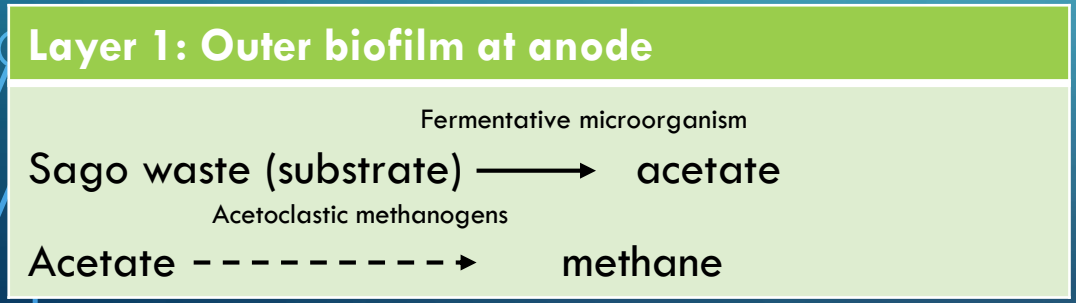 Layer 1: Outer biofilm at anode
Fermentative microorganism
Sago waste (substrate) acetate
Acetoclastic methanogens
Acetate methane